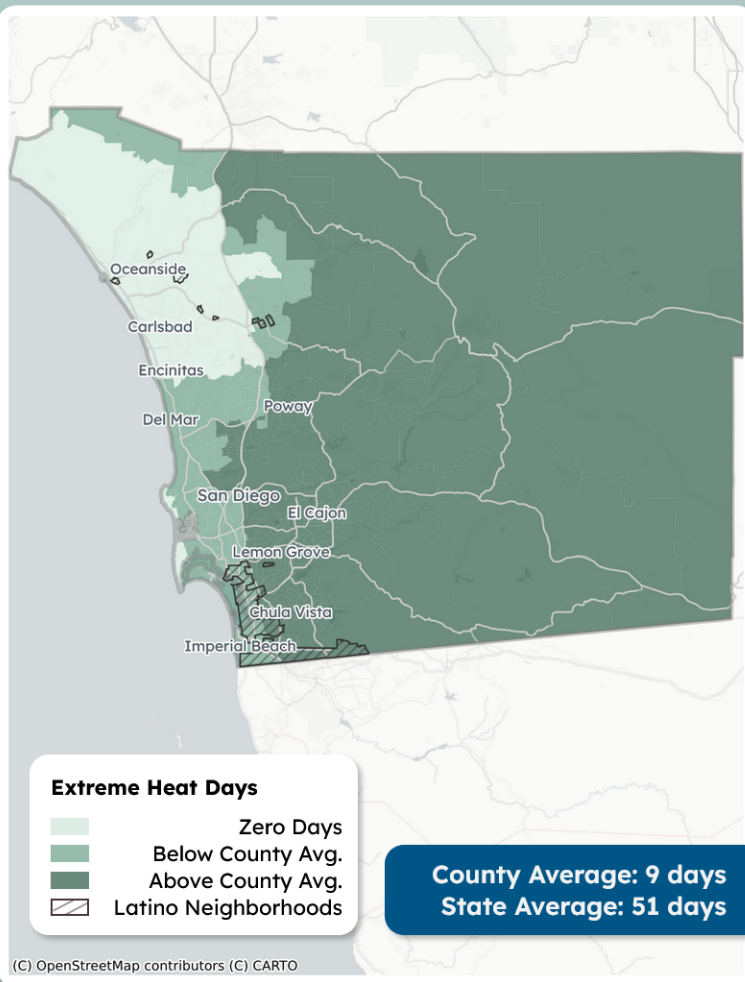 Oceanside
Carlsbad
Encinitas
Del Mar
Poway
San Diego
El Cajon
Lemon Grove
Chula Vista
Imperial Beach
Extreme Heat Days
Zero Days
Below County Avg.
Above County Avg.
Latino Neighborhoods
County Average: 9 days
State Average: 51 days
(C) OpenStreetMap contributors (C) CARTO